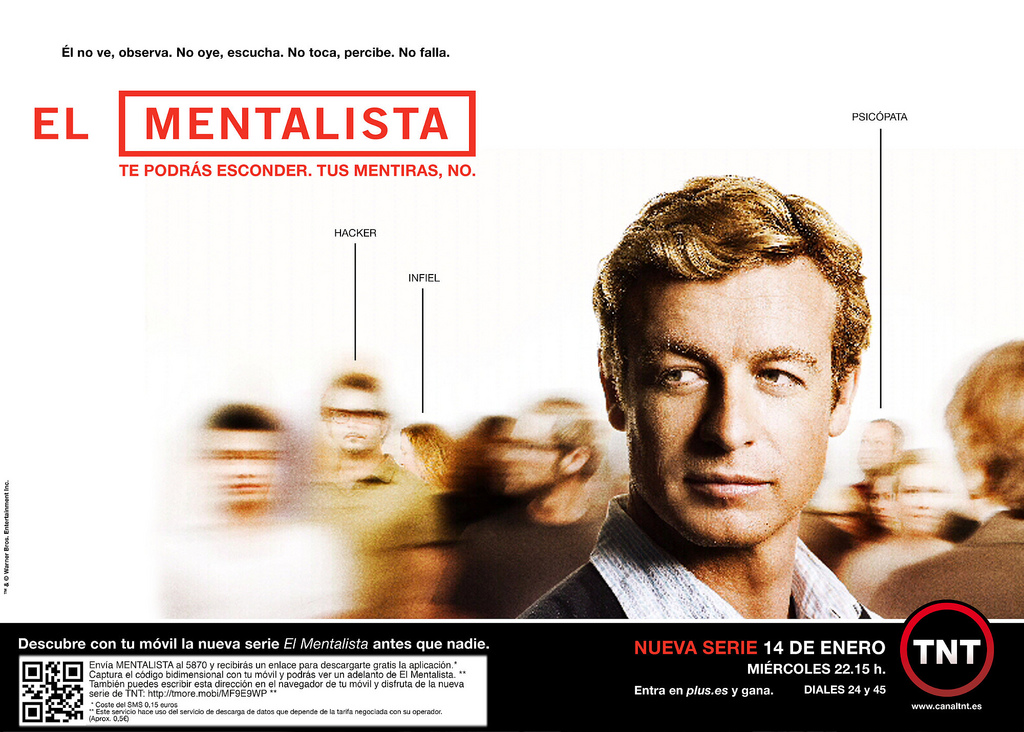 Él no ve, observa. No oye, escucha. No toca, percibe. No falla.
EL MENTALISTA
TE PODRÁS ESCONDER. TUS MENTIRAS, NO.
PSICÓPATA
HACKER
INFIEL
™ & © Warner Bros. Entertainment Inc.
Descubre con tu móvil la nueva serie El Mentalista antes que nadie.
Envía MENTALISTA al 5870 y recibirás un enlace para descargarte gratis la aplicación.*
Captura el código bidimensional con tu móvil y podrás ver un adelanto de El Mentalista. **
También puedes escribir esta dirección en el navegador de tu móvil y disfruta de la nueva
serie de TNT: http://tmore.mobi/MF9E9WP **
* Coste del SMS 0,15 euros
** Este servicio hace uso del servicio de descarga de datos que depende de la tarifa negociada con su operador.
(Aprox. 0,5€)
NUEVA SERIE 14 DE ENERO
MIÉRCOLES 22.15 h.
Entra en plus.es y gana. DIALES 24 y 45
TNT
www.canaltnt.es